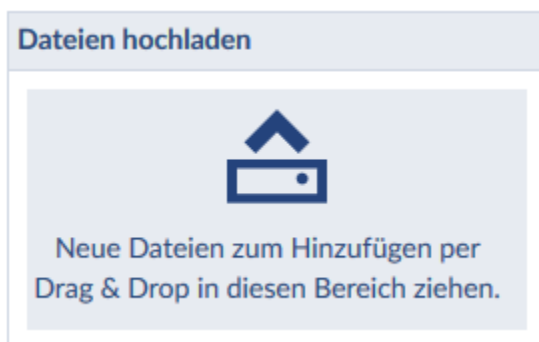 Dateien hochladen
Neue Dateien zum Hinzufügen per
Drag & Drop in diesen Bereich ziehen.